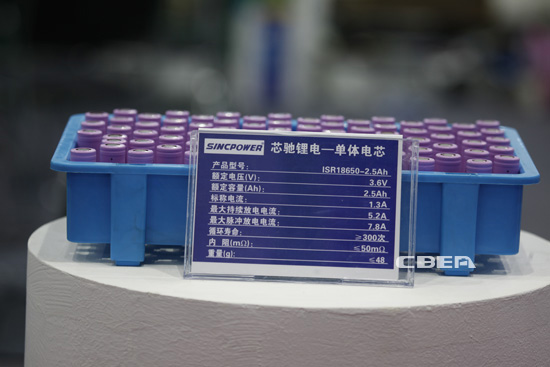 SINCPOWER 芯驰锂电—单体电芯
产品型号: ISR18650-2.5Ah
额定电压(V): 3.6V
额定容量(Ah): 2.5Ah
标称电流: 1.3A
最大持续放电电流: 5.2A
最大脉冲放电电流: 7.8A
循环寿命: ≥300次
内 阻(mΩ): ≤50mΩ
重量(g): ≤48
CBEA